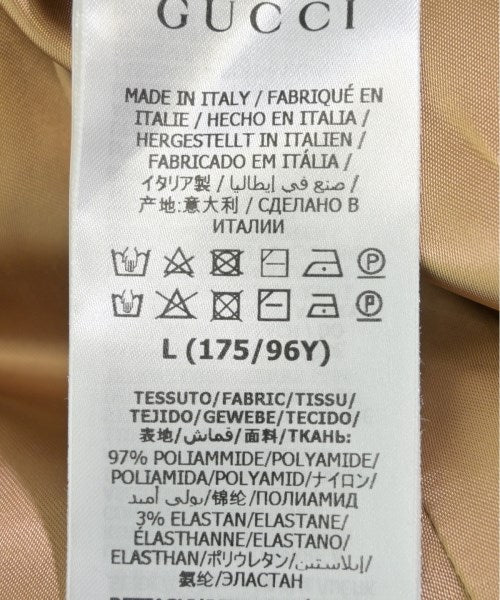 GUCCI
MADE IN ITALY / FABRIQUÉ EN
ITALIE / HECHO EN ITALIA /
HERGESTELLT IN ITALIEN /
FABRICADO EM ITÁLIA /
イタリア製 / صنع في إيطاليا /
产地:意大利 / СДЕЛАНО В
ИТАЛИИ
L (175/96Y)
TESSUTO/FABRIC/TISSU/
TEJIDO/GEWEBE/TECIDO/
表地/قماش/面料/ТКАНЬ:
97% POLIAMMIDE/POLYAMIDE/
POLIAMIDA/POLYAMID/ナイロン/
بولي أميد/锦纶/ПОЛИАМИД
3% ELASTAN/ELASTANE/
ÉLASTHANNE/ELASTANO/
ELASTHAN/ポリウレタン/إيلاستين/
氨纶/ЭЛАСТАН